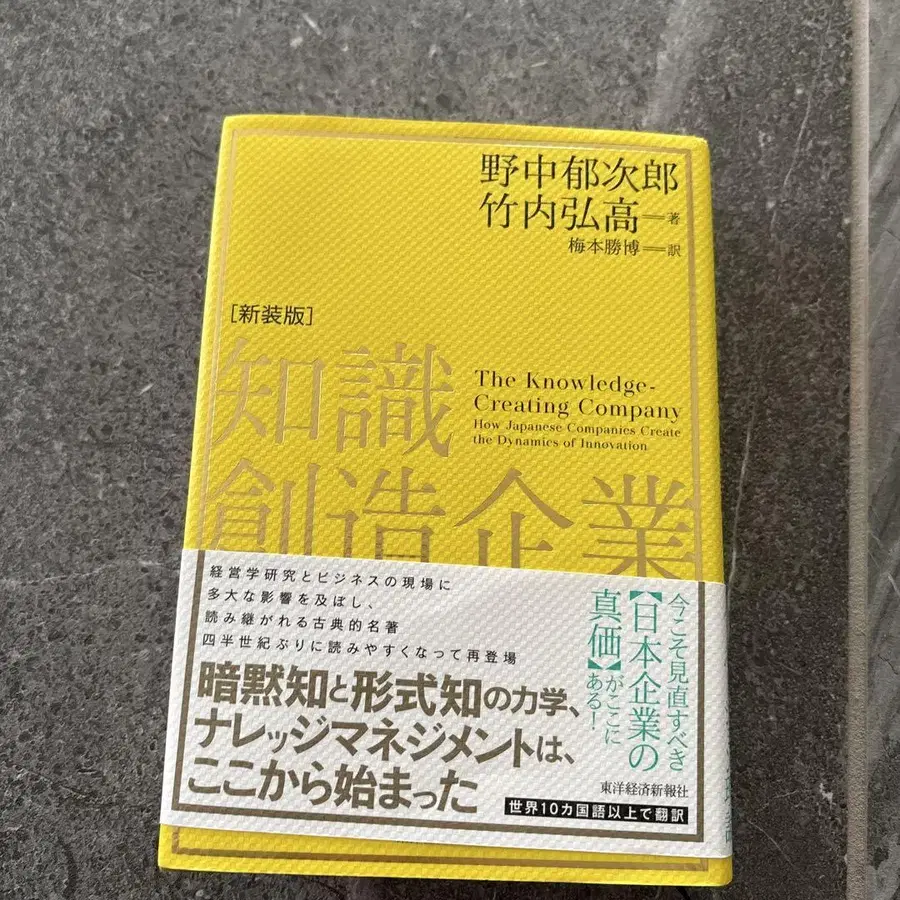 野中郁次郎
竹内弘高──著
梅本勝博──訳
［新装版］
知識
創造企業
The Knowledge-
Creating Company
How Japanese Companies Create
the Dynamics of Innovation
経営学研究とビジネスの現場に
多大な影響を及ぼし、
読み継がれる古典的名著
四半世紀ぶりに読みやすくなって再登場
暗黙知と形式知の力学、
ナレッジマネジメントは、
ここから始まった
今こそ見直すべき
【日本企業の
真価】がここに
ある！
東洋経済新報社
世界10カ国語以上で翻訳